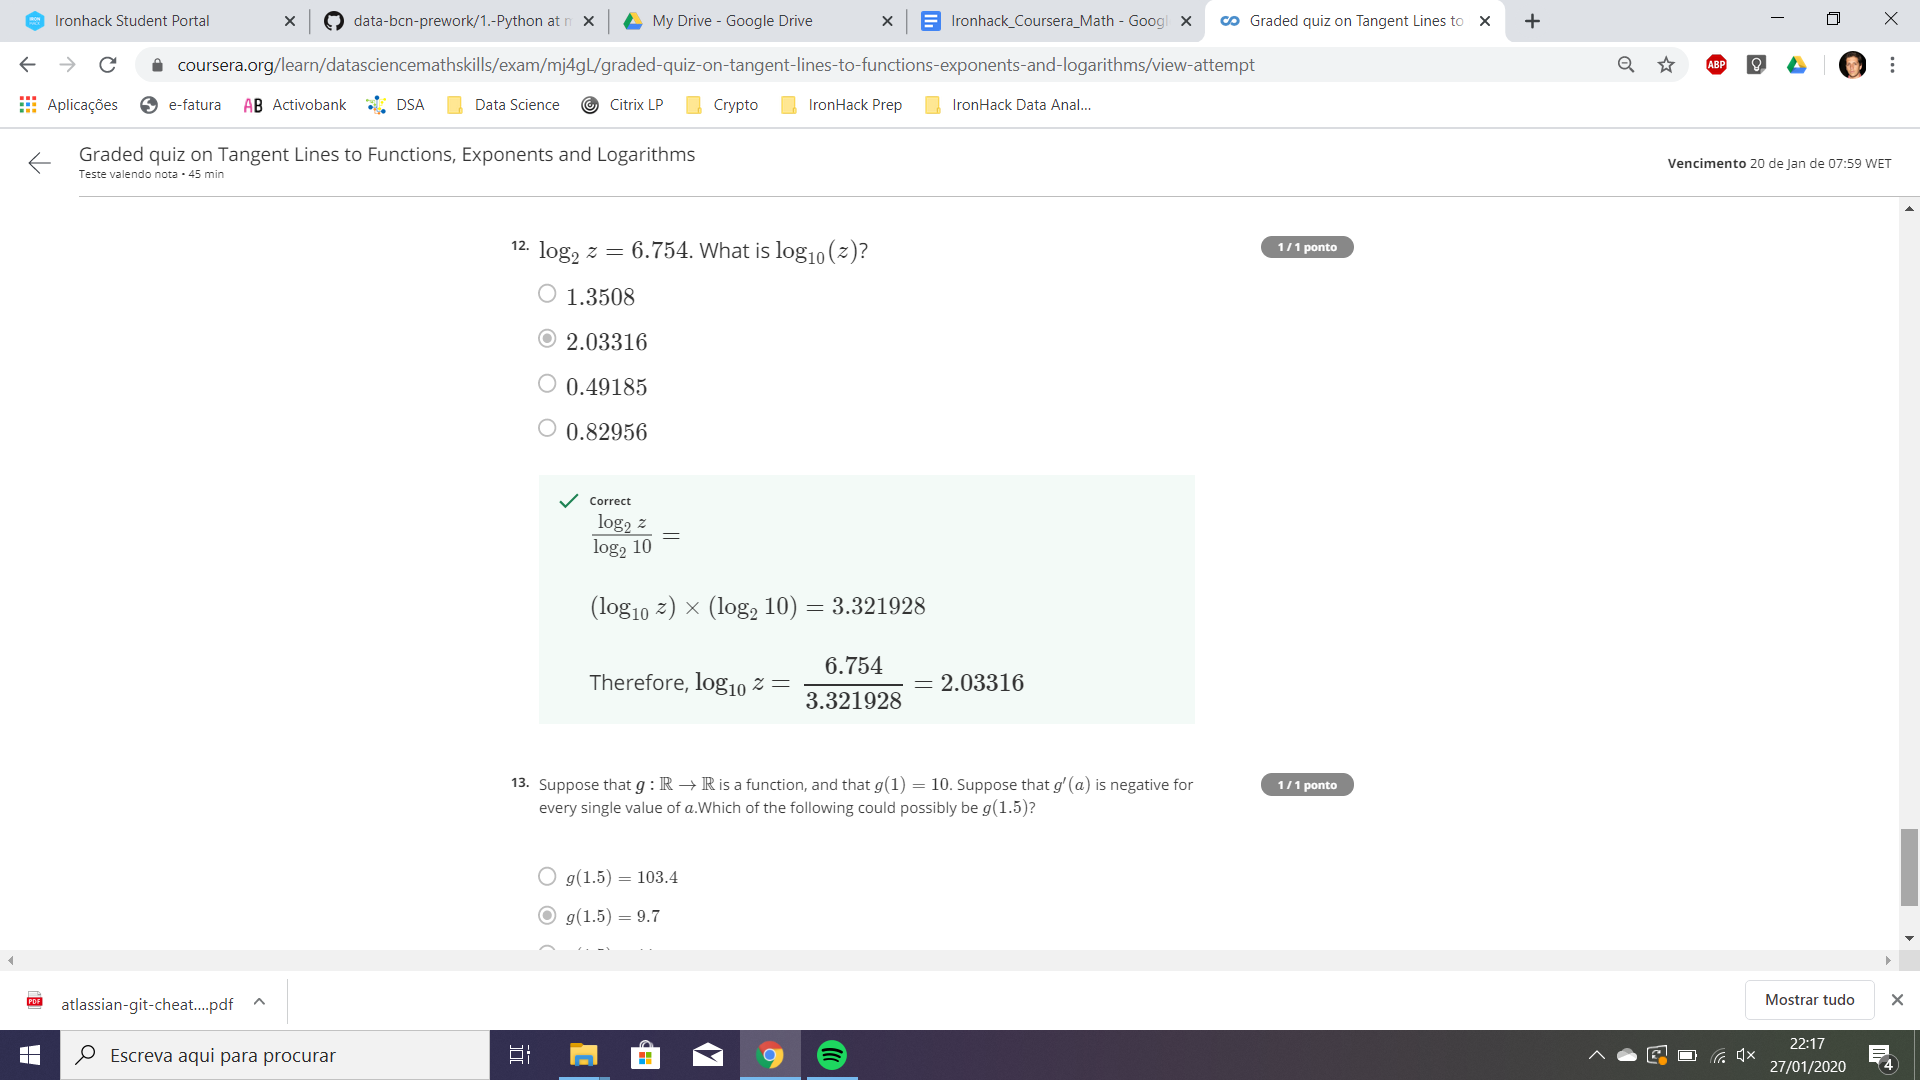 Ironhack Student Portal
data-bcn-prework/1.-Python at m
My Drive - Google Drive
Ironhack_Coursera_Math - Googl
Graded quiz on Tangent Lines to
coursera.org/learn/datasciencemathskills/exam/mj4gL/graded-quiz-on-tangent-lines-to-functions-exponents-and-logarithms/view-attempt
ABP
Aplicações
e-fatura
AB Activobank
DSA
Data Science
Citrix LP
Crypto
IronHack Prep
IronHack Data Anal...
Graded quiz on Tangent Lines to Functions, Exponents and Logarithms
Teste valendo nota • 45 min
Vencimento 20 de Jan de 07:59 WET
12. log₂ z = 6.754. What is log₁₀(z)?
1 / 1 ponto
1.3508
2.03316
0.49185
0.82956
Correct
log₂ z
log₂ 10 =
(log₁₀ z) × (log₂ 10) = 3.321928
Therefore, log₁₀ z = 6.754 / 3.321928 = 2.03316
13. Suppose that g : ℝ → ℝ is a function, and that g(1) = 10. Suppose that g′(a) is negative for
every single value of a.Which of the following could possibly be g(1.5)?
1 / 1 ponto
g(1.5) = 103.4
g(1.5) = 9.7
PDF
atlassian-git-cheat....pdf
Mostrar tudo
Escreva aqui para procurar
22:17
27/01/2020
4